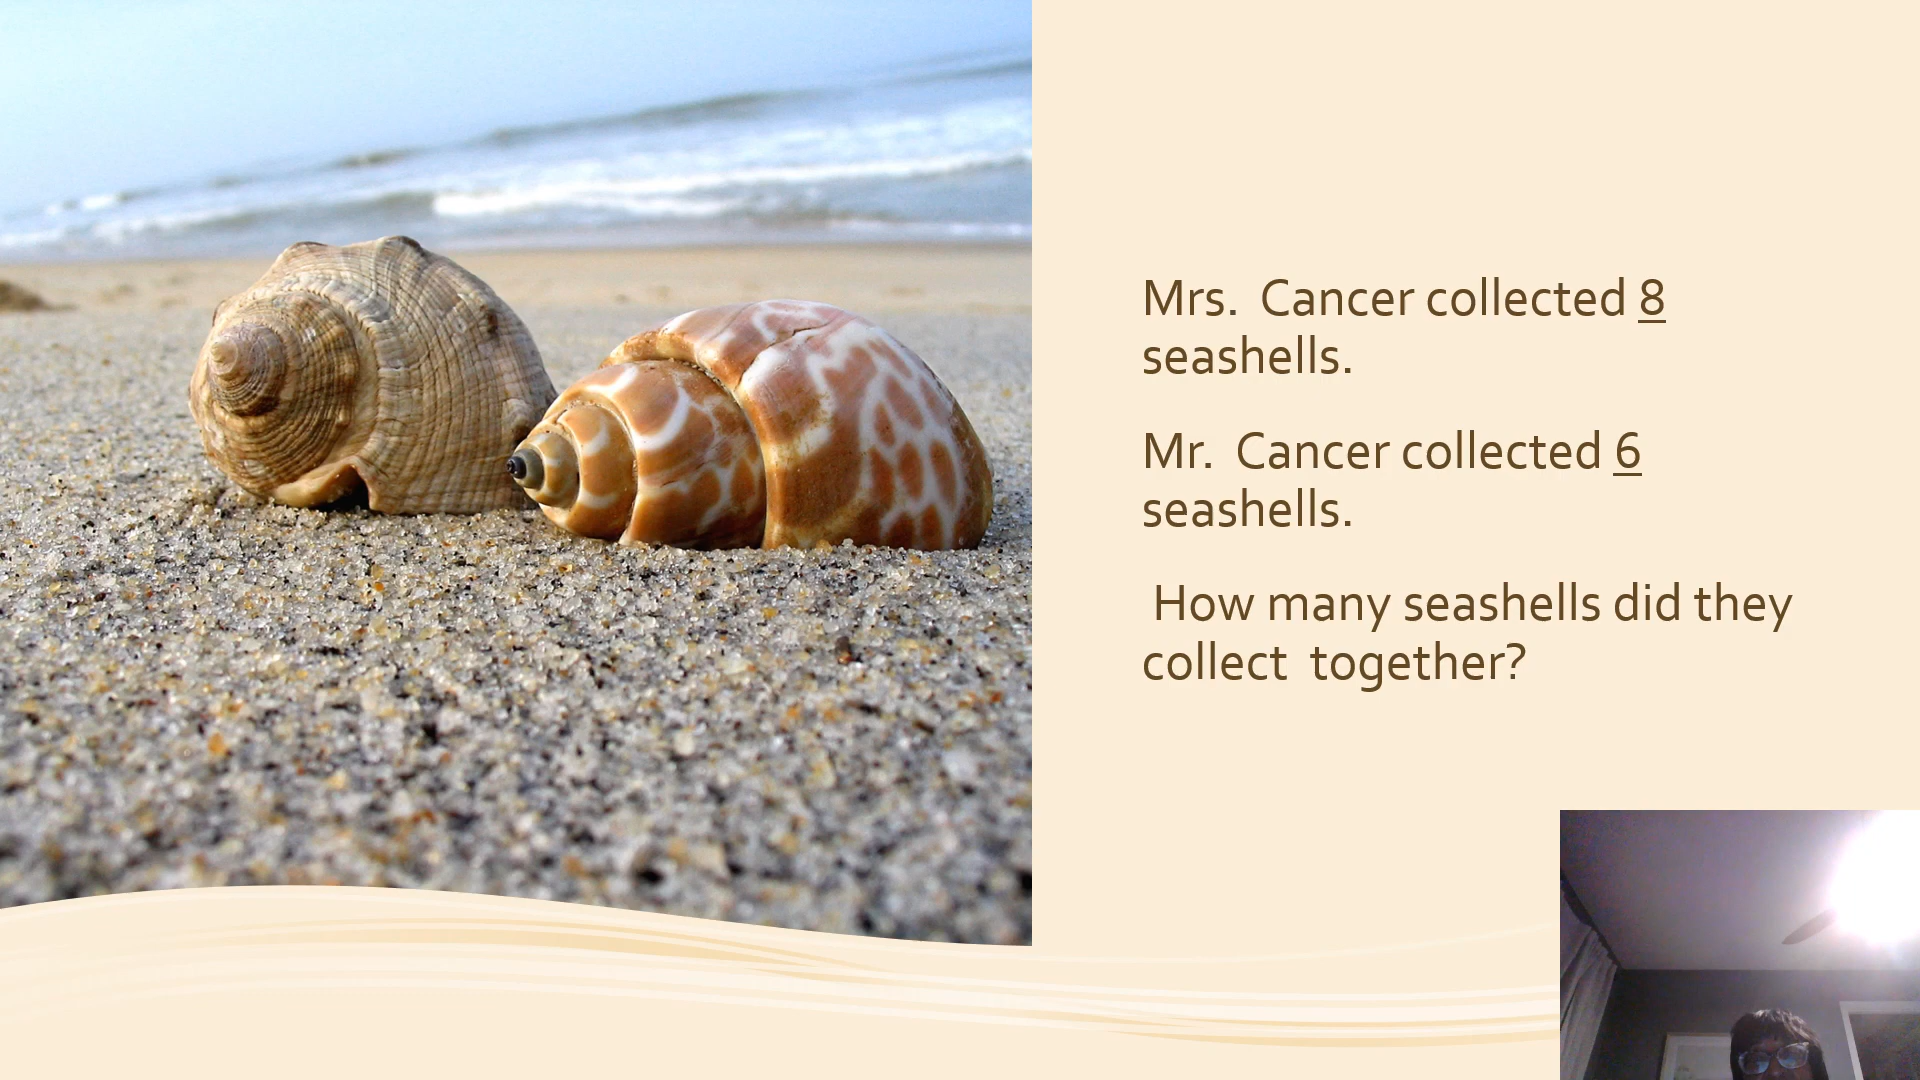 Mrs.  Cancer collected 8
seashells.
Mr.  Cancer collected 6
seashells.
How many seashells did they
collect  together?